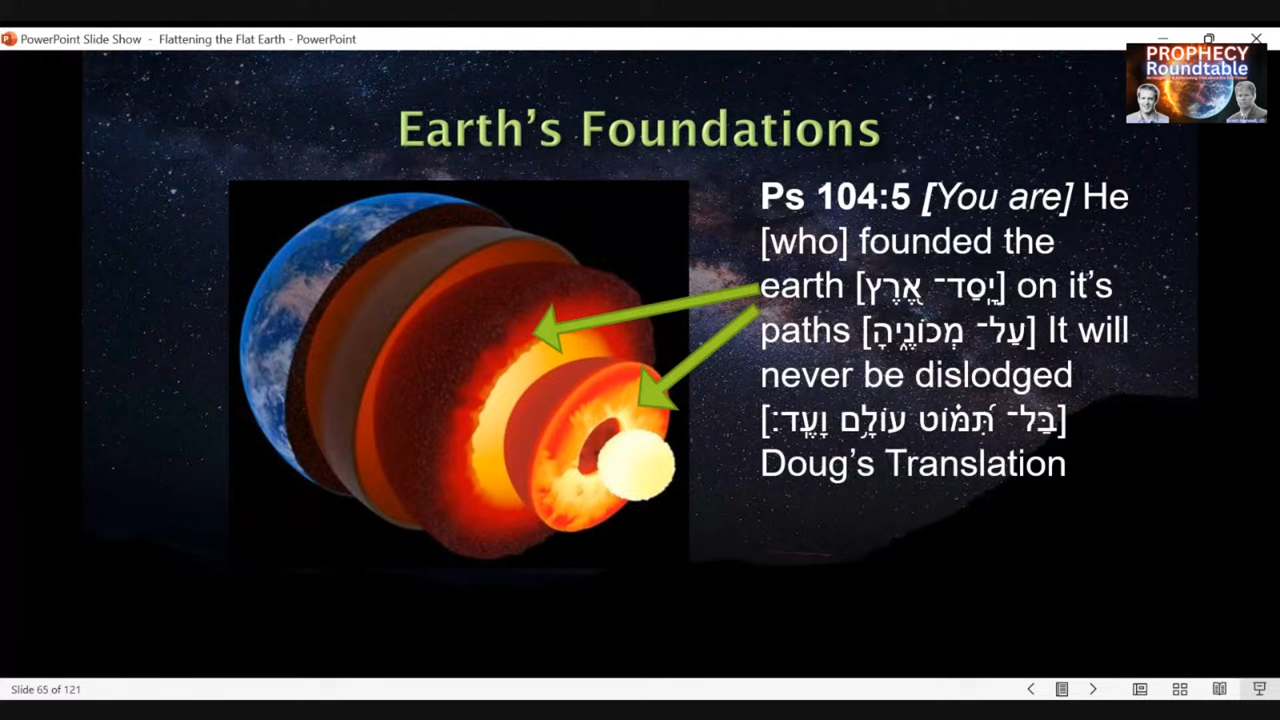 PowerPoint Slide Show - Flattening the Flat Earth - PowerPoint
PROPHECY
Roundtable
Earth's Foundations
Ps 104:5 [You are] He
[who] founded the
earth [יָֽסַד־ אֶ֭רֶץ] on it's
paths [עַל־ מְכוֹנֶ֑יהָ] It will
never be dislodged
[בַּל־ תִּ֝מּ֗וֹט עוֹלָ֥ם וָעֶֽד׃]
Doug's Translation
Slide 65 of 121